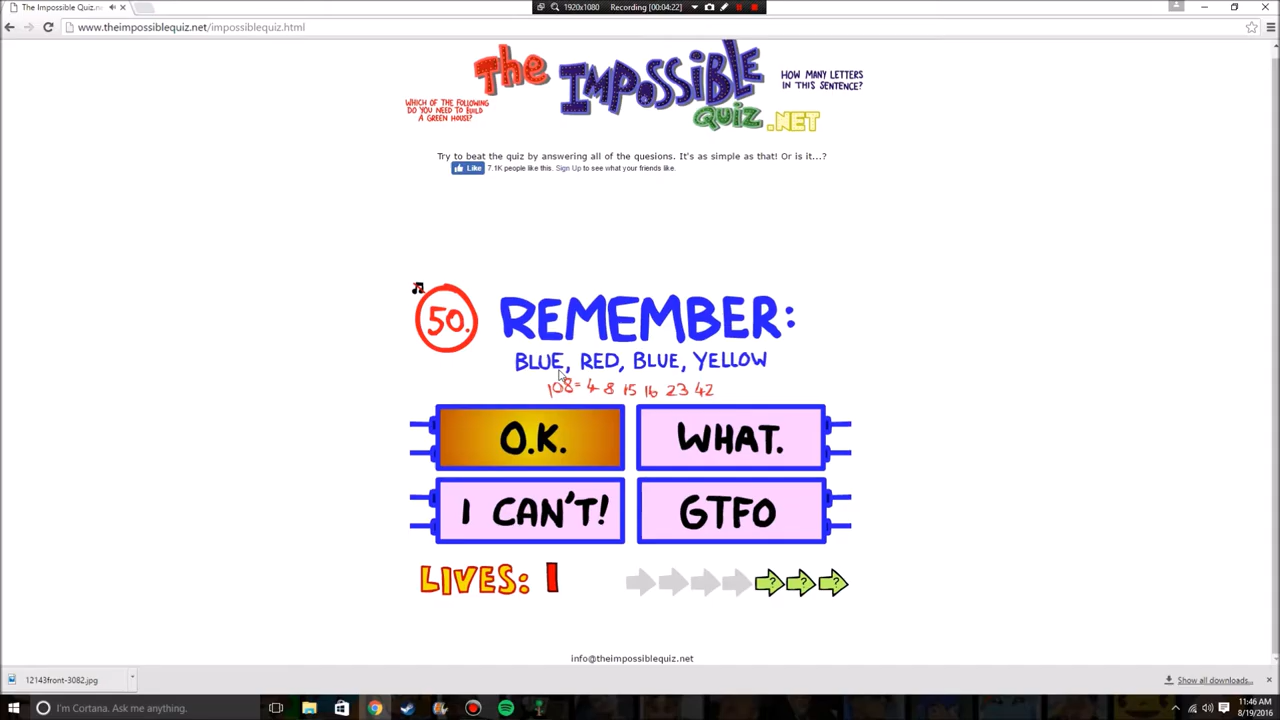 The Impossible Quiz.n
1920x1080 Recording [00:04:22]
www.theimpossiblequiz.net/impossiblequiz.html
The IMPOSSIBLE QUIZ .NET
WHICH OF THE FOLLOWING
DO YOU NEED TO BUILD
A GREEN HOUSE?
HOW MANY LETTERS
IN THIS SENTENCE?
Try to beat the quiz by answering all of the quesions. It's as simple as that! Or is it...?
Like 7.1K people like this. Sign Up to see what your friends like.
50. REMEMBER:
BLUE, RED, BLUE, YELLOW
108= 4 8 15 16 23 42
O.K. WHAT.
I CAN'T! GTFO
LIVES: 1 ? ? ?
info@theimpossiblequiz.net
12143front-3082.jpg Show all downloads...
I'm Cortana. Ask me anything. 11:46 AM
8/19/2016